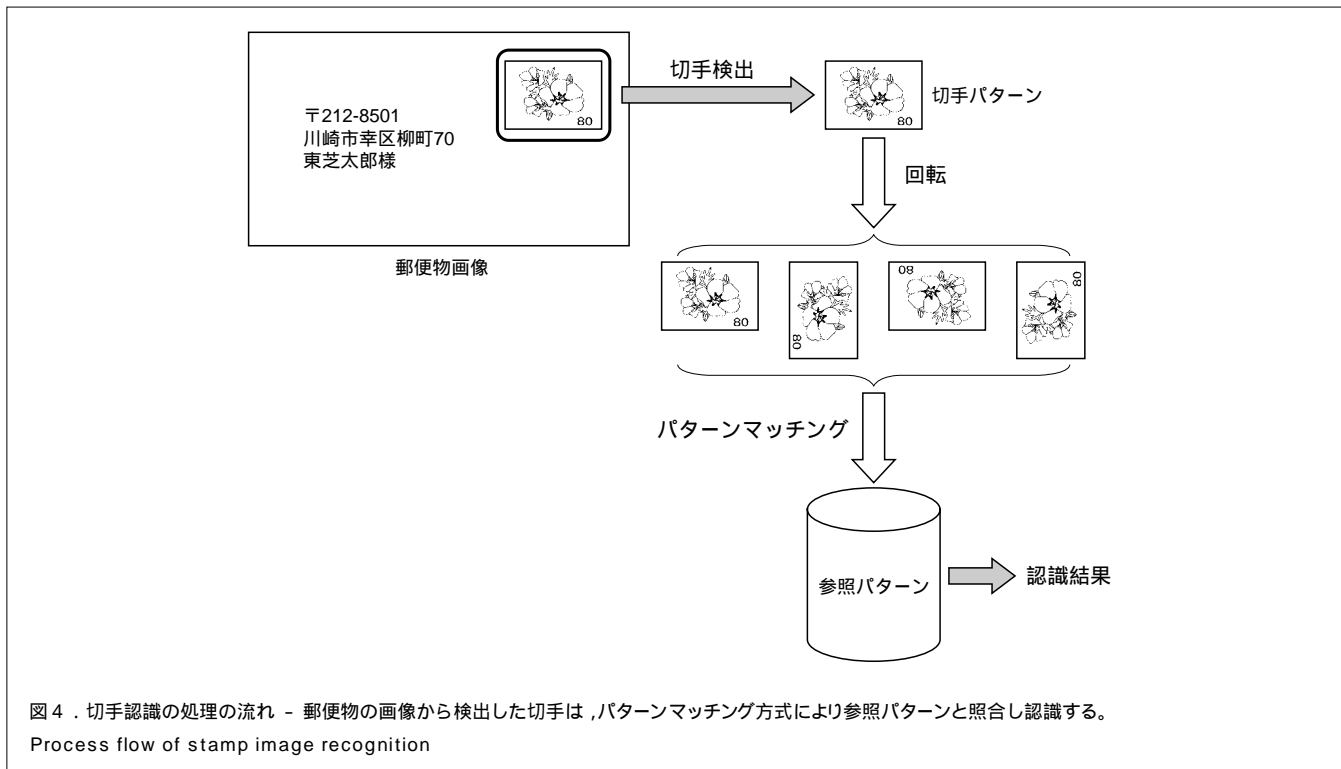 80
切手検出
80
切手パターン
〒212-8501
川崎市幸区柳町70
東芝太郎様
回転
郵便物画像
80
80
80
80
パターンマッチング
参照パターン
認識結果
図4．切手認識の処理の流れ － 郵便物の画像から検出した切手は，パターンマッチング方式により参照パターンと照合し認識する。
Process flow of stamp image recognition